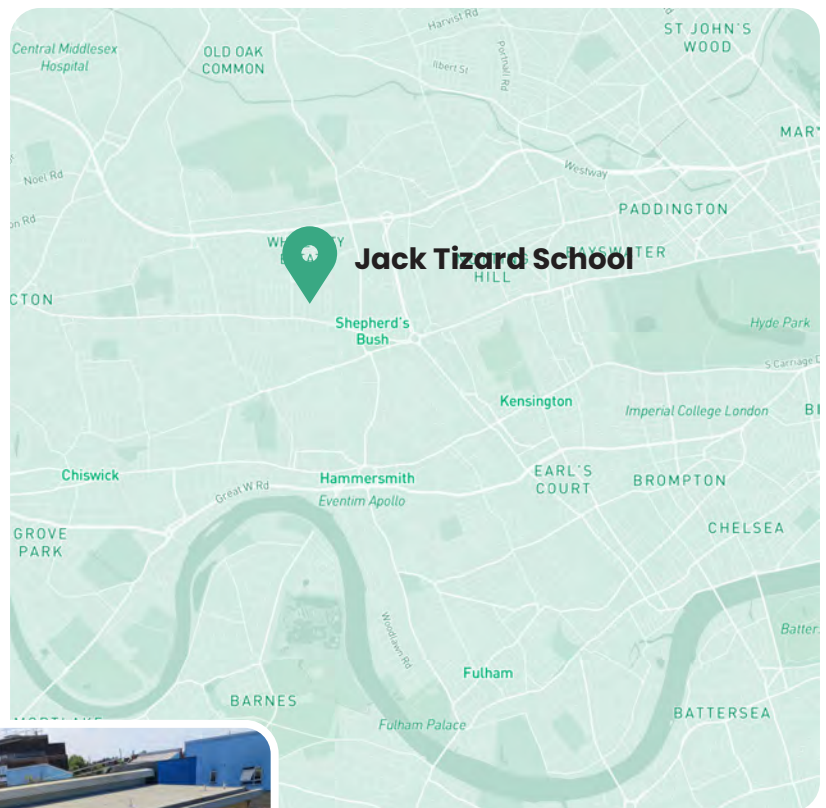 Harvist Rd
ST JOHN'S
WOOD
Central Middlesex
Hospital
OLD OAK
COMMON
Portnall Rd
Ilbert St
Westway
Noel Rd
PADDINGTON
Jack Tizard School
BAYSWATER
HILL
Shepherd's
Bush
Hyde Park
Kensington
Imperial College London
Chiswick
Hammersmith
EARL'S
COURT
BROMPTON
Great W Rd
Eventim Apollo
CHELSEA
GROVE
PARK
Woodlawn Rd
Fulham
BARNES
BATTERSEA
Fulham Palace